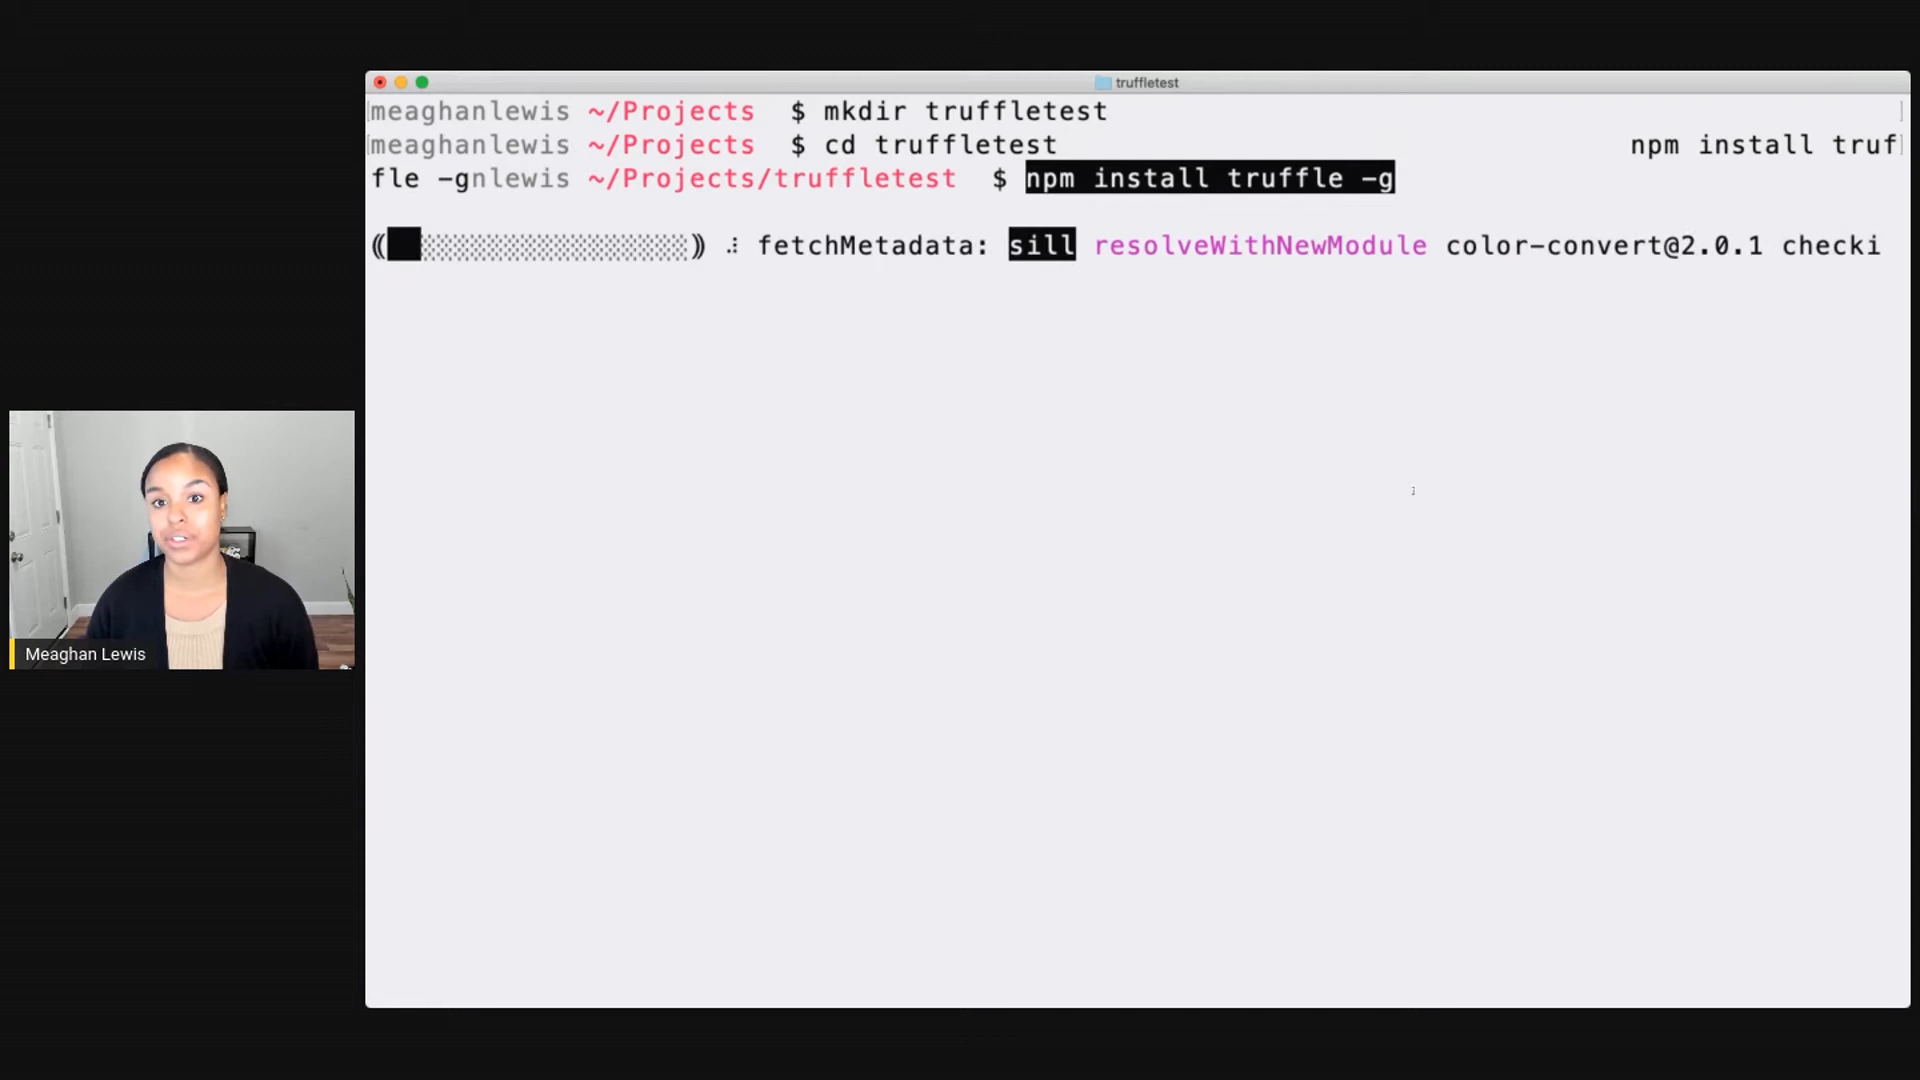 truffletest
meaghanlewis ~/Projects $ mkdir truffletest
meaghanlewis ~/Projects $ cd truffletest npm install truf
fle -gnlewis ~/Projects/truffletest $ npm install truffle -g
fetchMetadata: sill resolveWithNewModule color-convert@2.0.1 checki
Meaghan Lewis